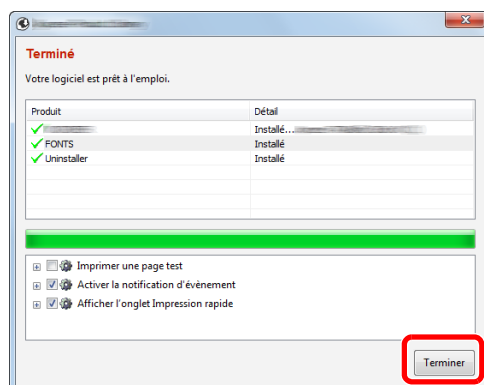 Terminé
Votre logiciel est prêt à l'emploi.
Produit Détail
Installé...
FONTS Installé
Uninstaller Installé
Imprimer une page test
Activer la notification d'évènement
Afficher l'onglet Impression rapide
Terminer